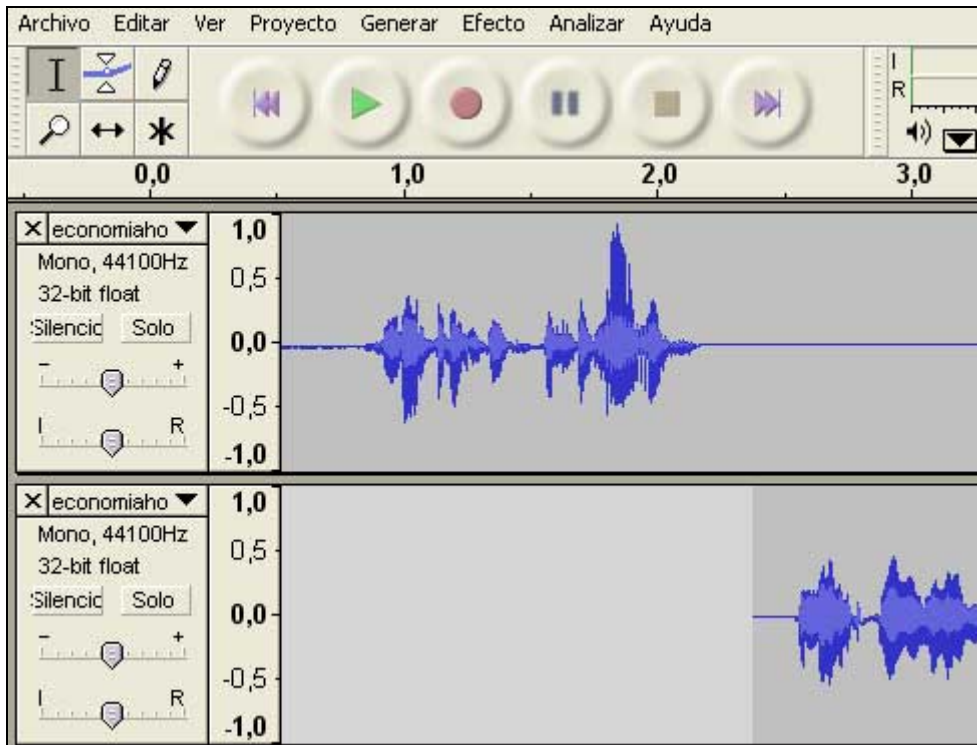 Archivo Editar Ver Proyecto Generar Efecto Analizar Ayuda
I
R
0,0 1,0 2,0 3,0
economiaho
Mono, 44100Hz
32-bit float
Silencic Solo
- +
I R
1,0
0,5
0,0
-0,5
-1,0
economiaho
Mono, 44100Hz
32-bit float
Silencic Solo
- +
I R
1,0
0,5
0,0
-0,5
-1,0